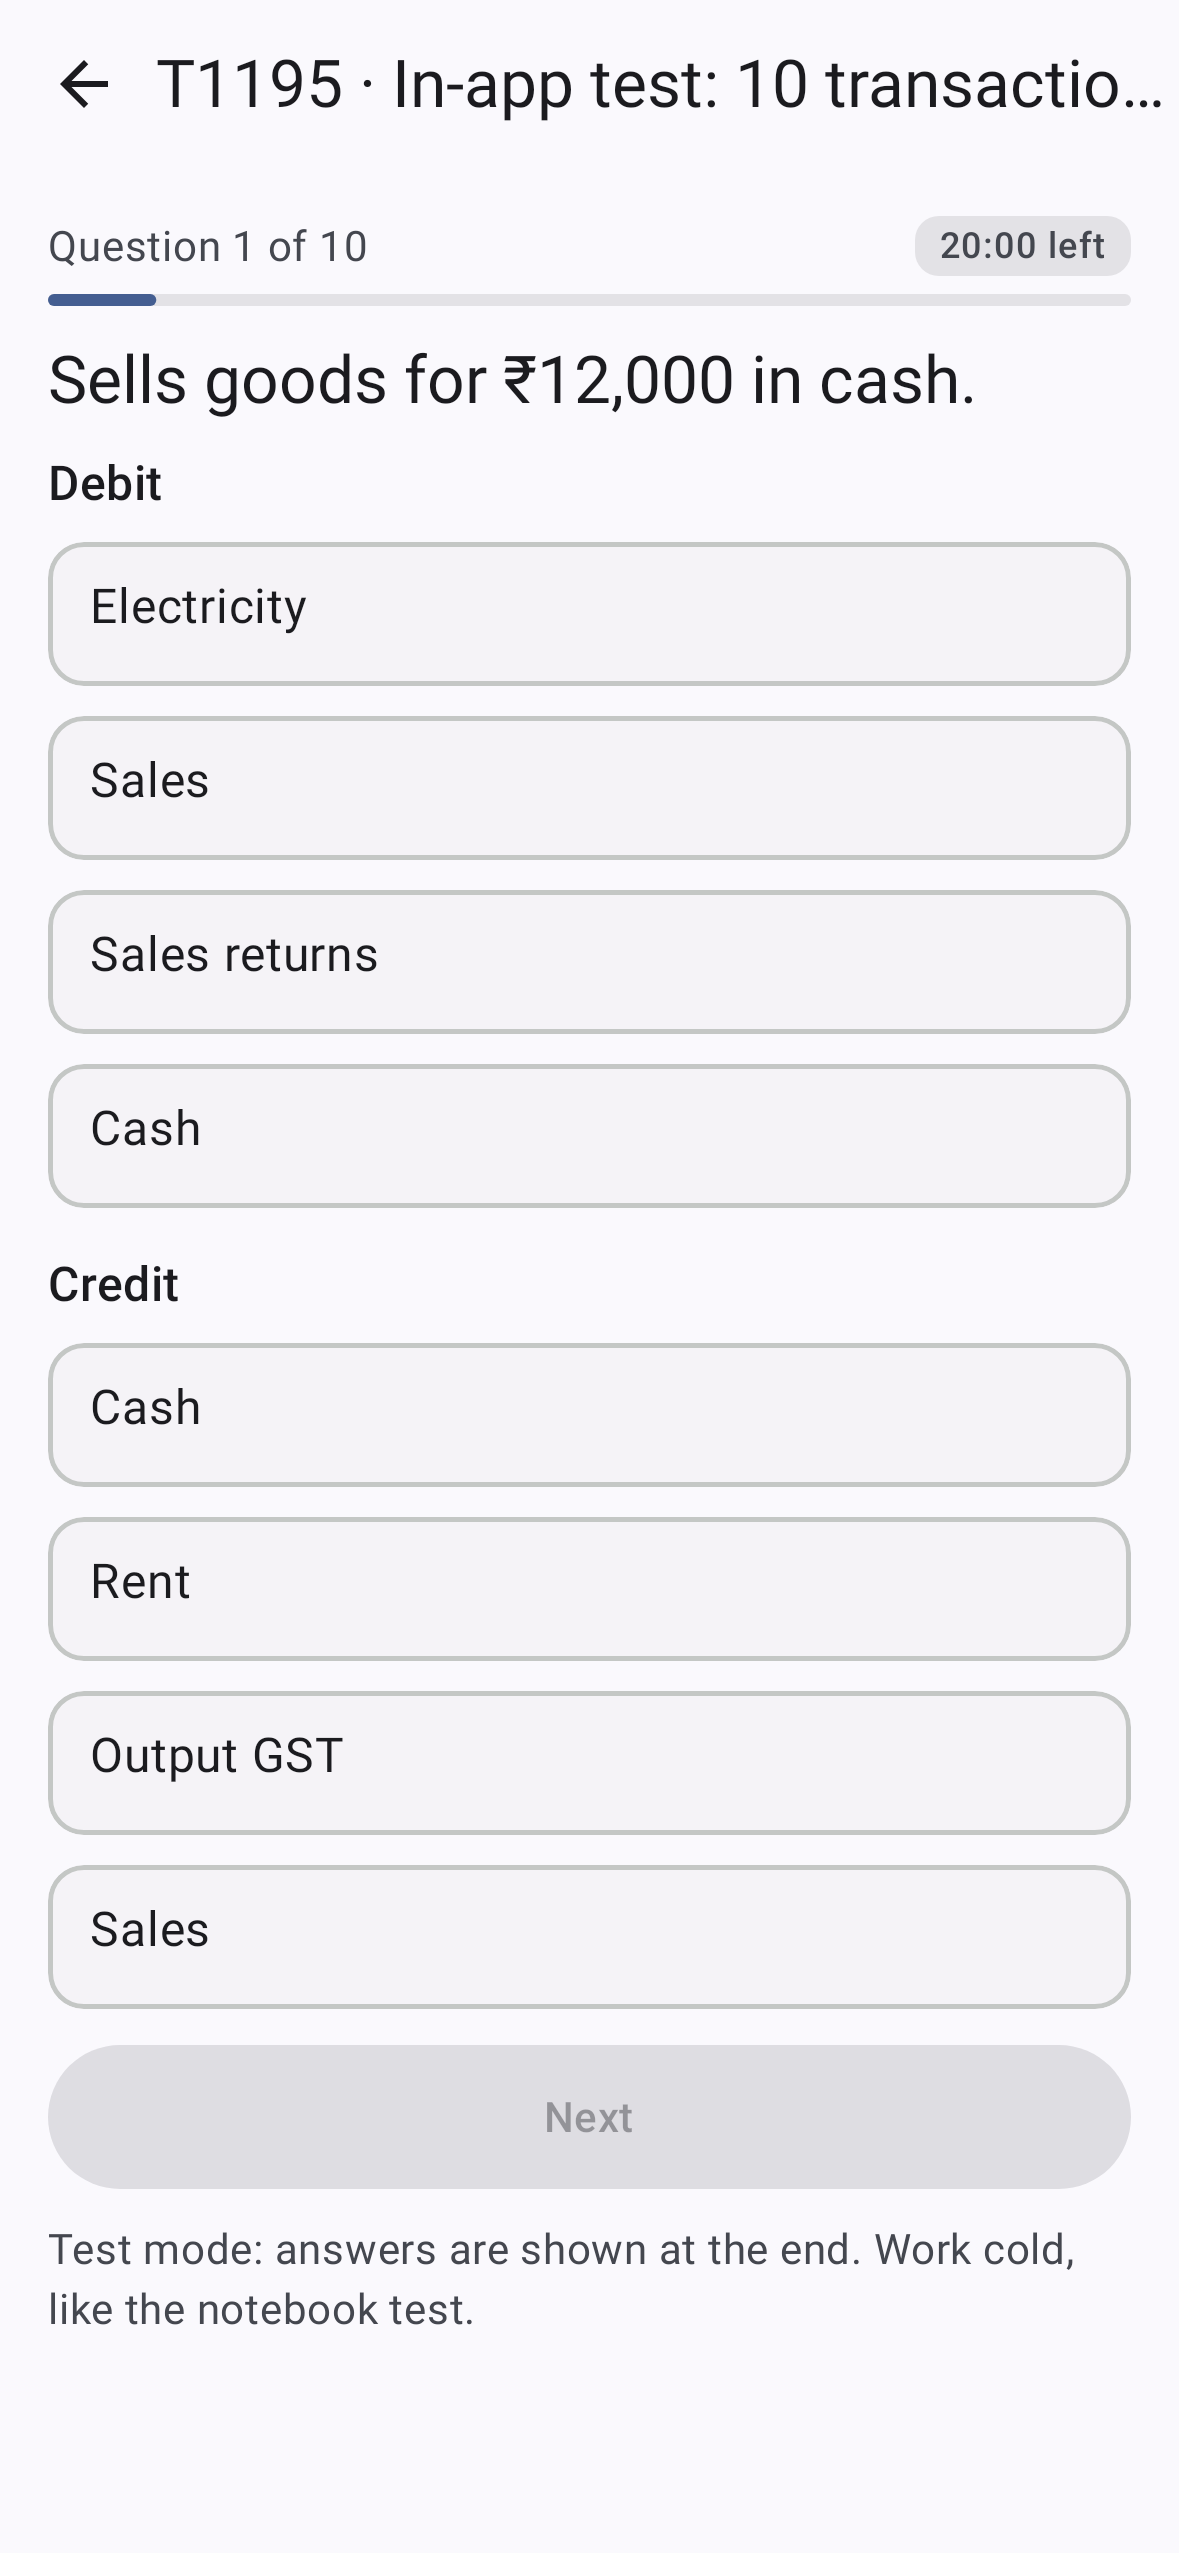 T1195 · In-app test: 10 transactio…
Question 1 of 10
20:00 left
Sells goods for ₹12,000 in cash.
Debit
Electricity
Sales
Sales returns
Cash
Credit
Cash
Rent
Output GST
Sales
Next
Test mode: answers are shown at the end. Work cold,
like the notebook test.